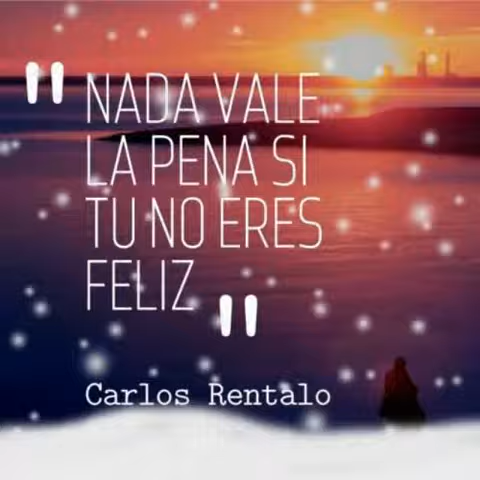 " NADA VALE
LA PENA SI
TU NO ERES
FELIZ "
Carlos Rentalo